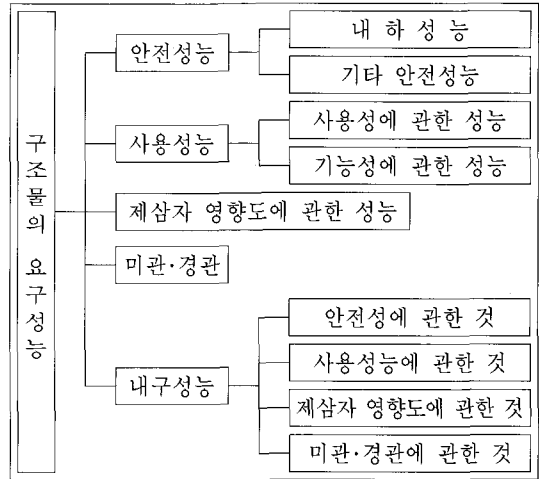 구조물의 요구성능
안전성능
내 하 성 능
기타 안전성능
사용성능
사용성에 관한 성능
기능성에 관한 성능
제삼자 영향도에 관한 성능
미관·경관
내구성능
안전성에 관한 것
사용성능에 관한 것
제삼자 영향도에 관한 것
미관·경관에 관한 것